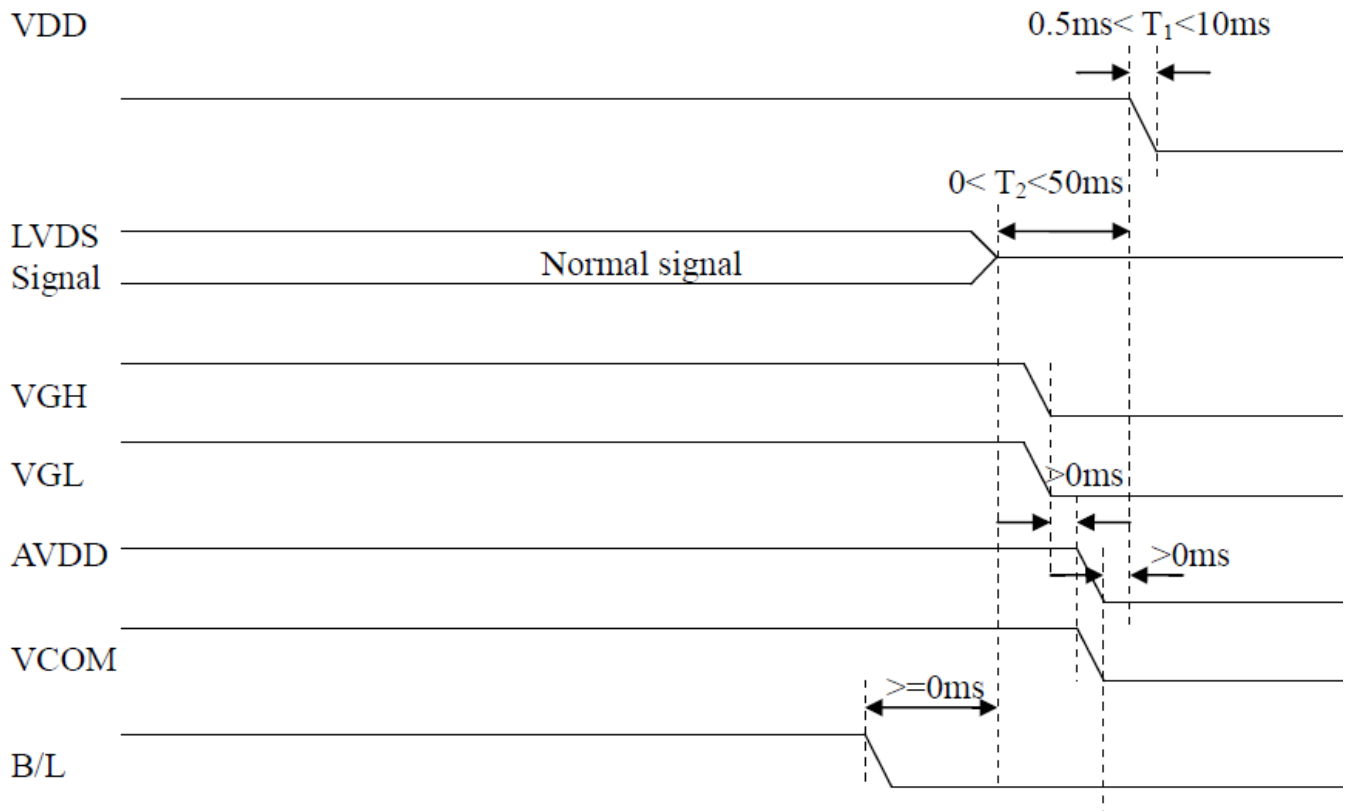 VDD
0.5ms< T₁<10ms
0< T₂<50ms
LVDS
Signal
Normal signal
VGH
VGL
>0ms
AVDD
>0ms
VCOM
>=0ms
B/L